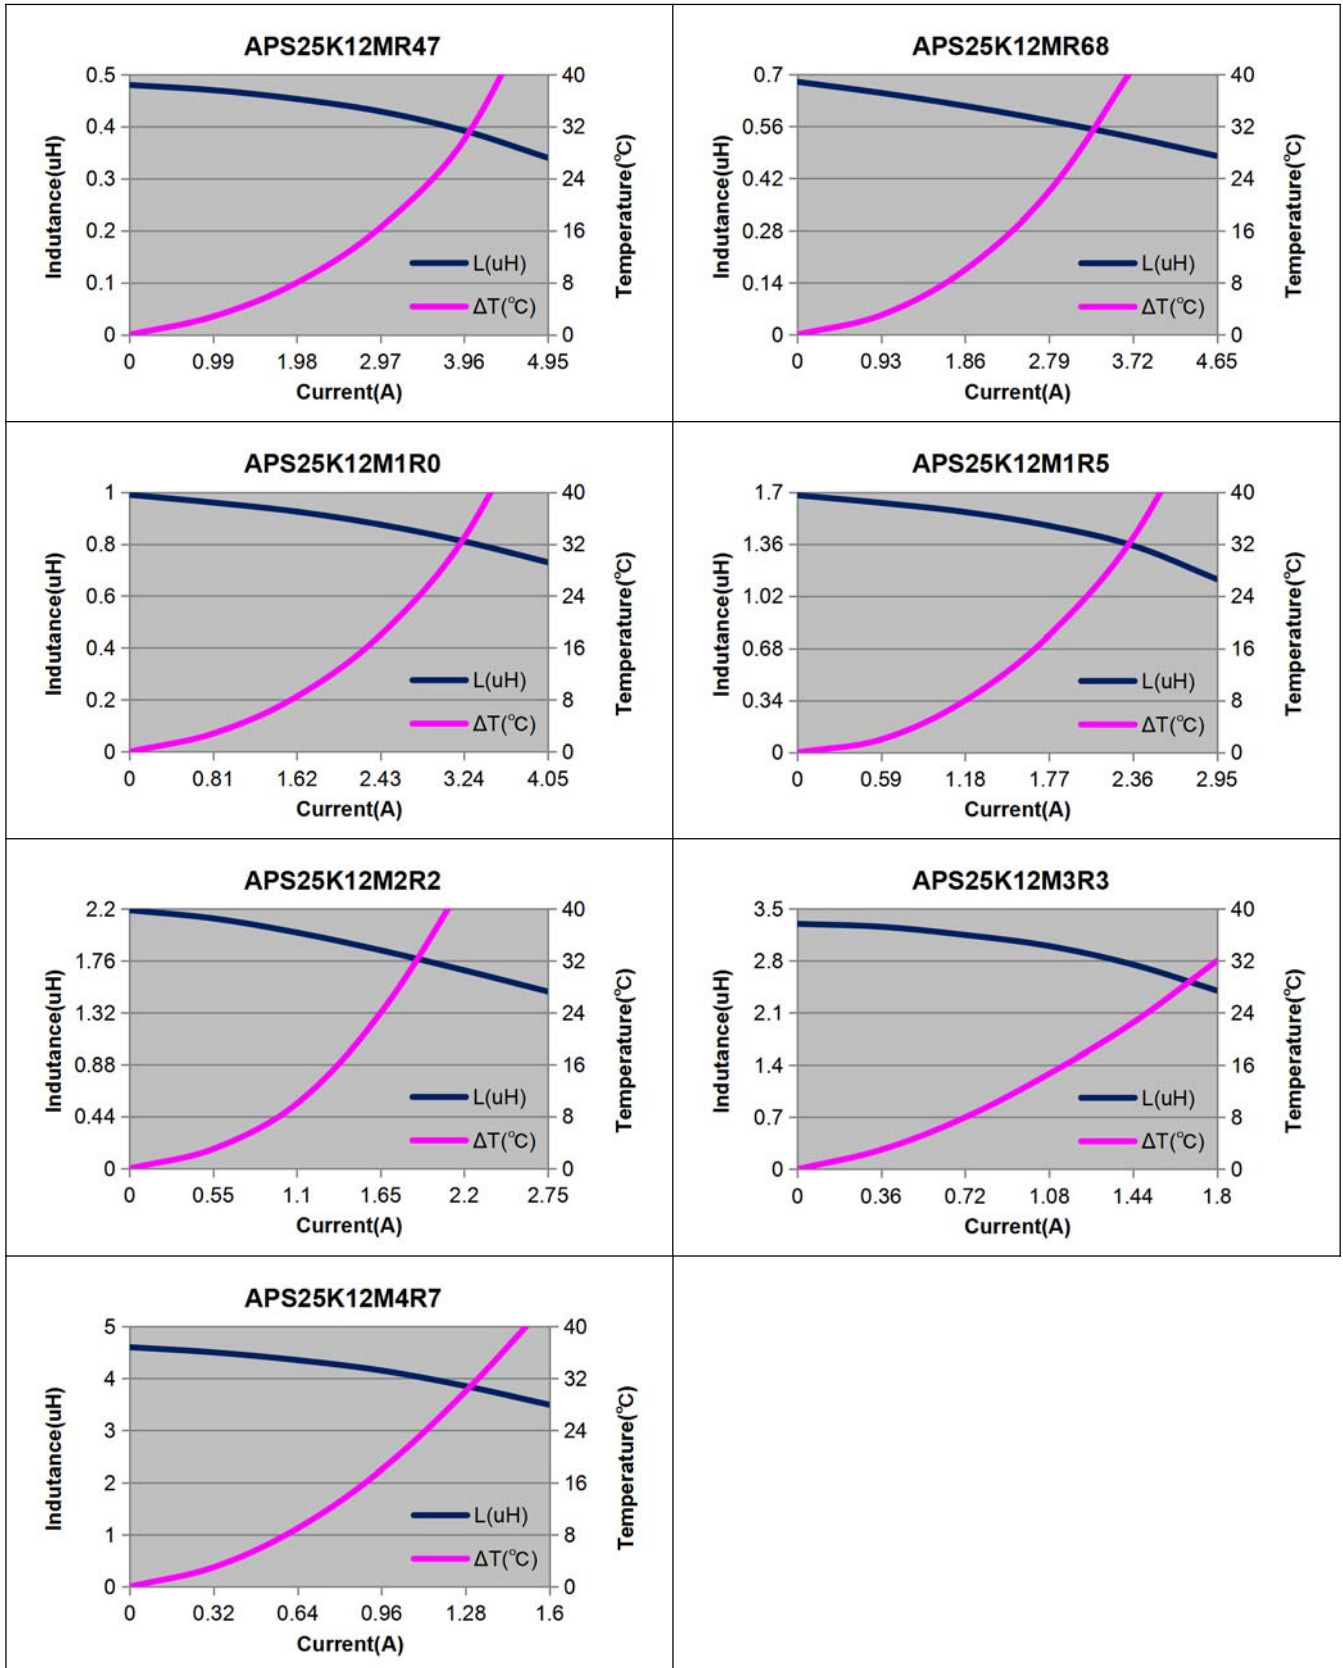 APS25K12MR47
Indutance(uH)
0.5
0.4
0.3
0.2
0.1
0
40
32
24
16
8
0
Temperature(℃)
L(uH)
ΔT(℃)
0 0.99 1.98 2.97 3.96 4.95
Current(A)
APS25K12MR68
Indutance(uH)
0.7
0.56
0.42
0.28
0.14
0
40
32
24
16
8
0
Temperature(℃)
L(uH)
ΔT(℃)
0 0.93 1.86 2.79 3.72 4.65
Current(A)
APS25K12M1R0
Indutance(uH)
1
0.8
0.6
0.4
0.2
0
40
32
24
16
8
0
Temperature(℃)
L(uH)
ΔT(℃)
0 0.81 1.62 2.43 3.24 4.05
Current(A)
APS25K12M1R5
Indutance(uH)
1.7
1.36
1.02
0.68
0.34
0
40
32
24
16
8
0
Temperature(℃)
L(uH)
ΔT(℃)
0 0.59 1.18 1.77 2.36 2.95
Current(A)
APS25K12M2R2
Indutance(uH)
2.2
1.76
1.32
0.88
0.44
0
40
32
24
16
8
0
Temperature(℃)
L(uH)
ΔT(℃)
0 0.55 1.1 1.65 2.2 2.75
Current(A)
APS25K12M3R3
Indutance(uH)
3.5
2.8
2.1
1.4
0.7
0
40
32
24
16
8
0
Temperature(℃)
L(uH)
ΔT(℃)
0 0.36 0.72 1.08 1.44 1.8
Current(A)
APS25K12M4R7
Indutance(uH)
5
4
3
2
1
0
40
32
24
16
8
0
Temperature(℃)
L(uH)
ΔT(℃)
0 0.32 0.64 0.96 1.28 1.6
Current(A)